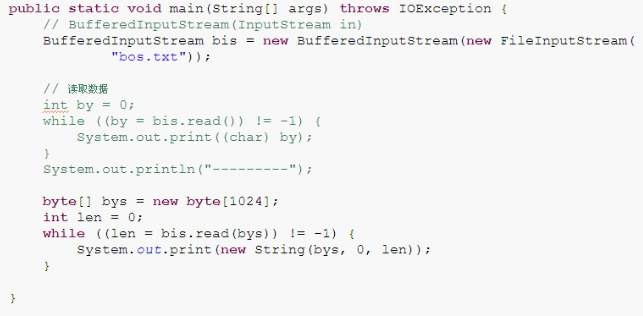 public static void main(String[] args) throws IOException {
// BufferedInputStream(InputStream in)
BufferedInputStream bis = new BufferedInputStream(new FileInputStream(
"bos.txt"));
// 读取数据
int by = 0;
while ((by = bis.read()) != -1) {
System.out.print((char) by);
}
System.out.println("---------");
byte[] bys = new byte[1024];
int len = 0;
while ((len = bis.read(bys)) != -1) {
System.out.print(new String(bys, 0, len));
}
}